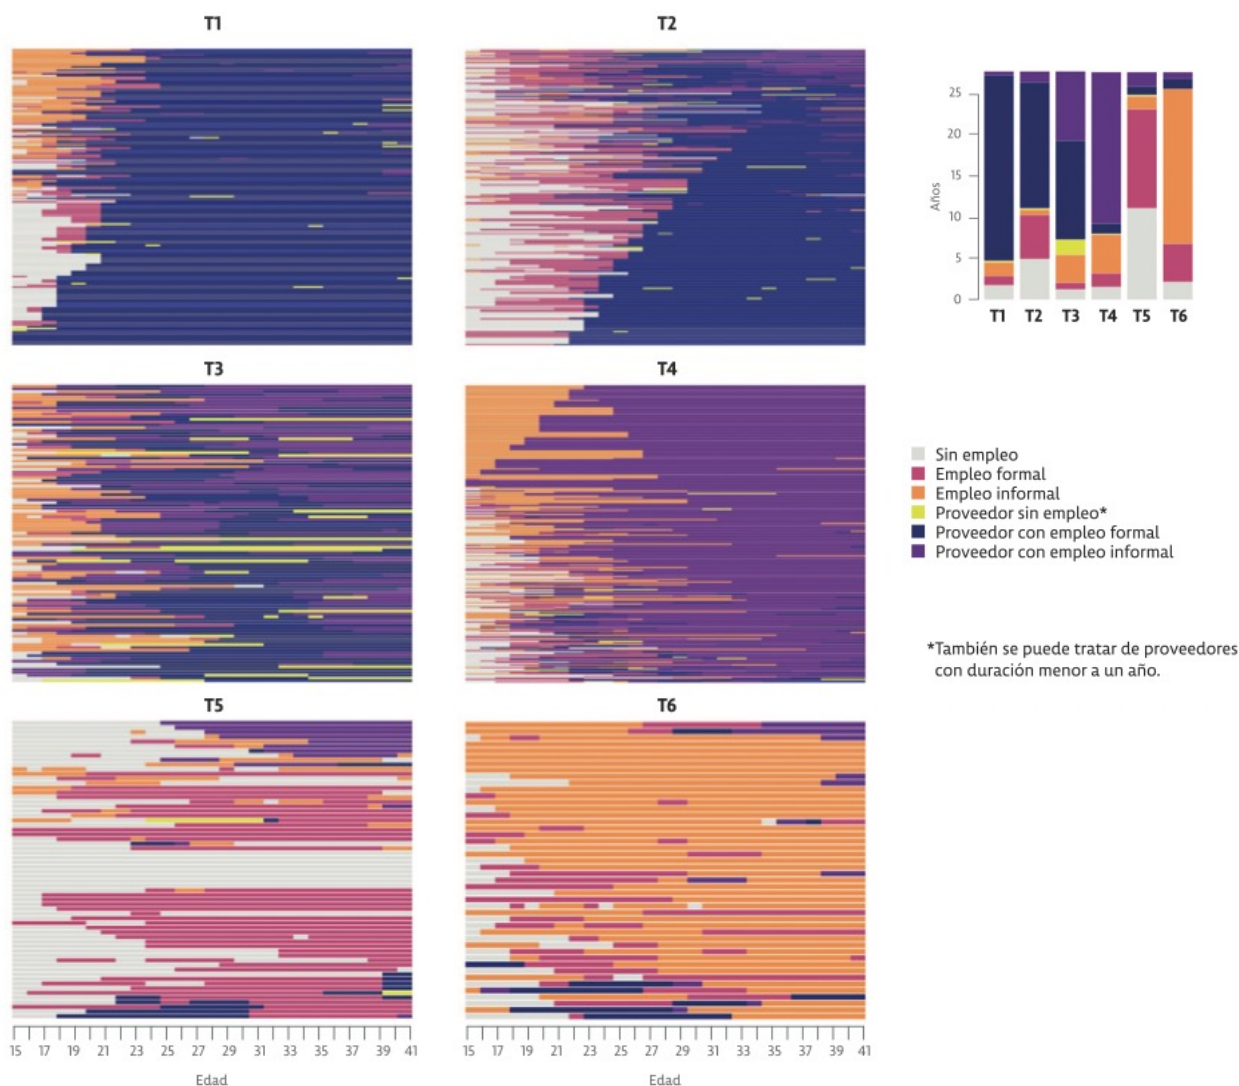 T1
T2
25
20
15
10
5
0
Años
T1 T2 T3 T4 T5 T6
T3
T4
Sin empleo
Empleo formal
Empleo informal
Proveedor sin empleo*
Proveedor con empleo formal
Proveedor con empleo informal
*También se puede tratar de proveedores
con duración menor a un año.
T5
T6
15 17 19 21 23 25 27 29 31 33 35 37 39 41
Edad
15 17 19 21 23 25 27 29 31 33 35 37 39 41
Edad